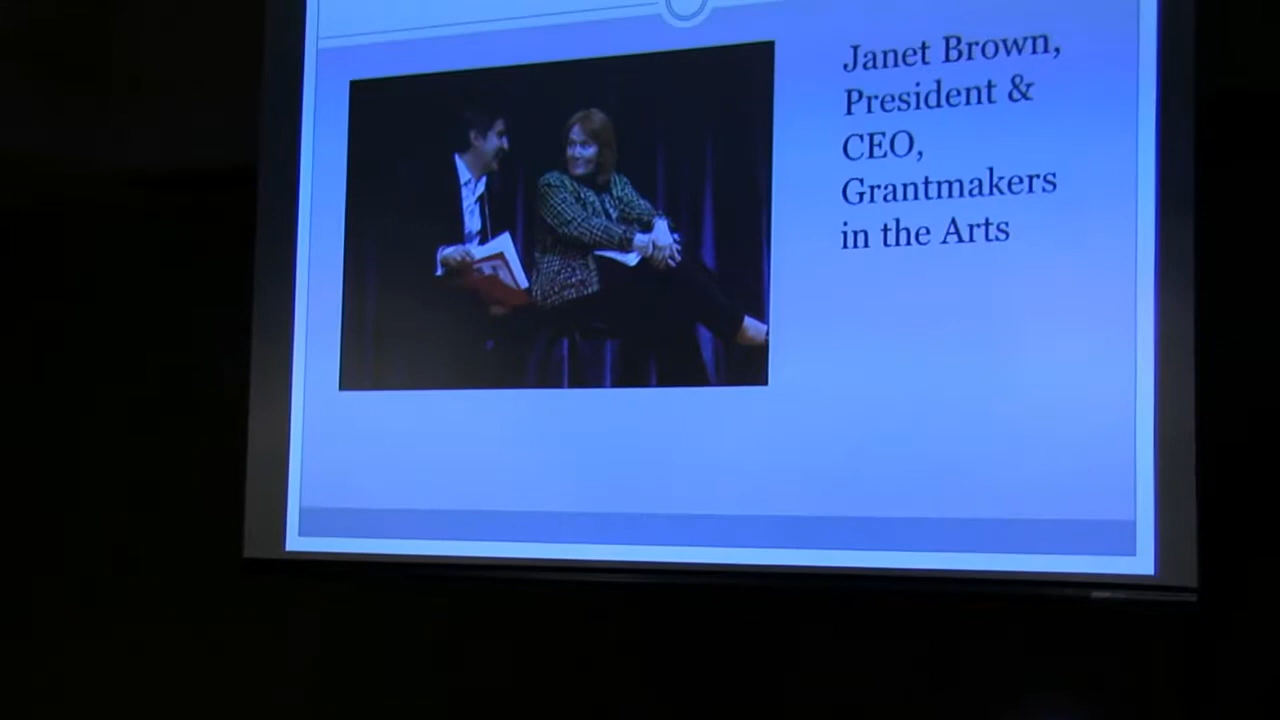 Janet Brown,
President &
CEO,
Grantmakers
in the Arts